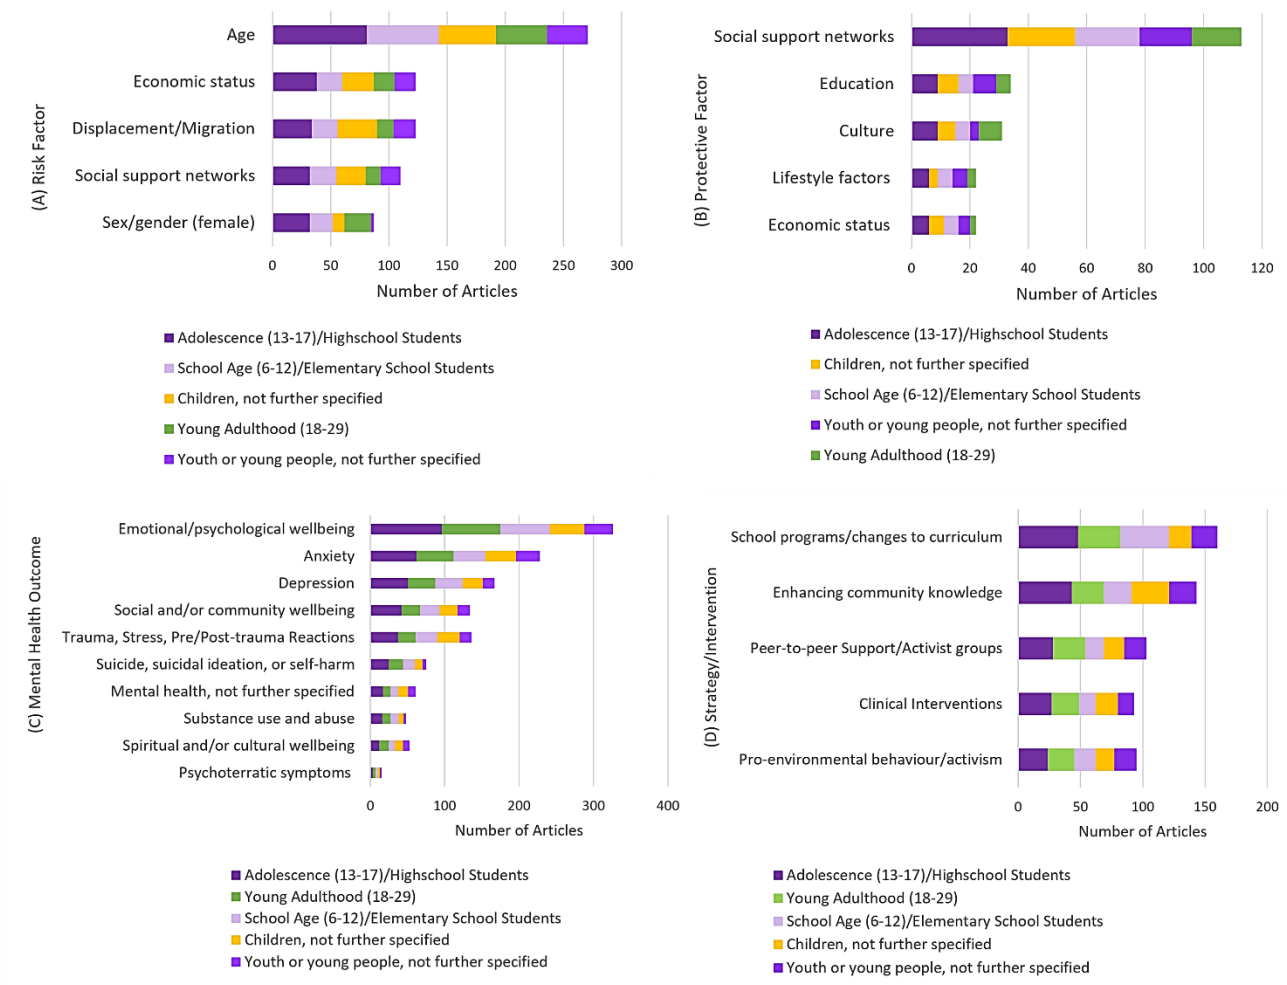 (A) Risk Factor
Age
Economic status
Displacement/Migration
Social support networks
Sex/gender (female)
0 50 100 150 200 250 300
Number of Articles
Adolescence (13-17)/Highschool Students
School Age (6-12)/Elementary School Students
Children, not further specified
Young Adulthood (18-29)
Youth or young people, not further specified
(B) Protective Factor
Social support networks
Education
Culture
Lifestyle factors
Economic status
0 20 40 60 80 100 120
Number of Articles
Adolescence (13-17)/Highschool Students
Children, not further specified
School Age (6-12)/Elementary School Students
Youth or young people, not further specified
Young Adulthood (18-29)
(C) Mental Health Outcome
Emotional/psychological wellbeing
Anxiety
Depression
Social and/or community wellbeing
Trauma, Stress, Pre/Post-trauma Reactions
Suicide, suicidal ideation, or self-harm
Mental health, not further specified
Substance use and abuse
Spiritual and/or cultural wellbeing
Psychoterratic symptoms
0 100 200 300 400
Number of Articles
Adolescence (13-17)/Highschool Students
Young Adulthood (18-29)
School Age (6-12)/Elementary School Students
Children, not further specified
Youth or young people, not further specified
(D) Strategy/Intervention
School programs/changes to curriculum
Enhancing community knowledge
Peer-to-peer Support/Activist groups
Clinical Interventions
Pro-environmental behaviour/activism
0 50 100 150 200
Number of Articles
Adolescence (13-17)/Highschool Students
Young Adulthood (18-29)
School Age (6-12)/Elementary School Students
Children, not further specified
Youth or young people, not further specified